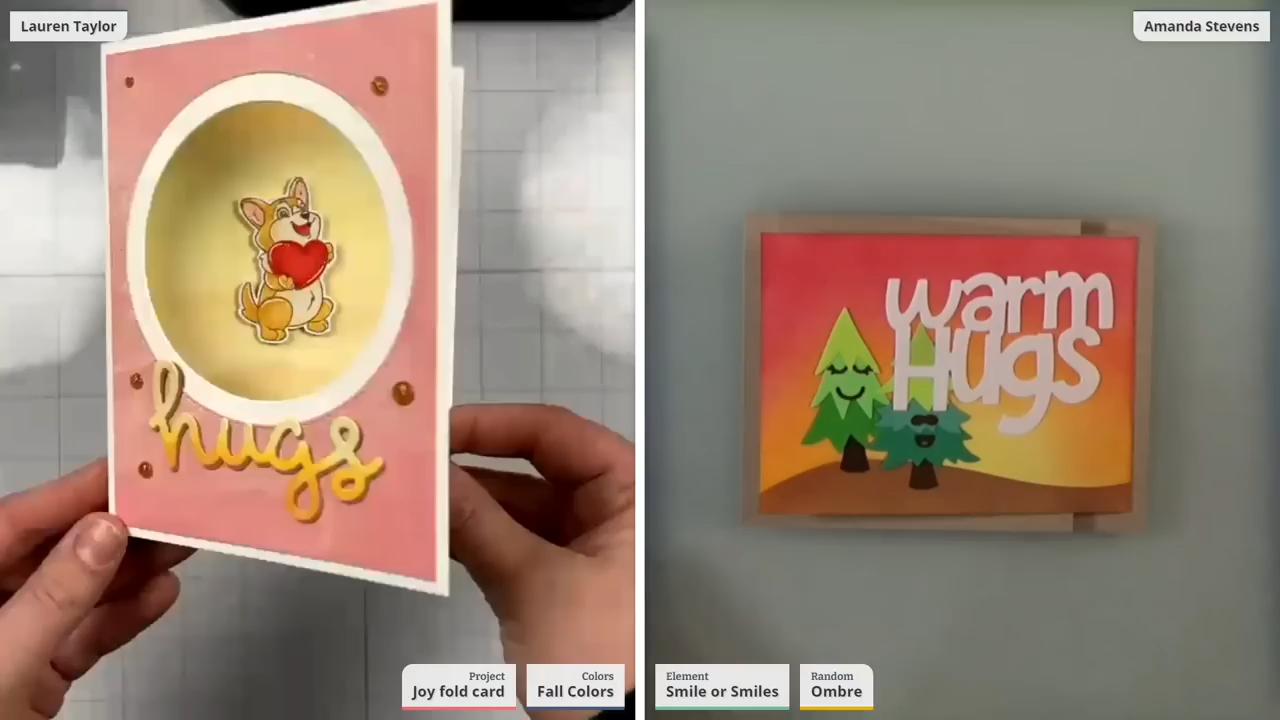 Lauren Taylor
Amanda Stevens
hugs
warm
Hugs
Project
Joy fold card
Colors
Fall Colors
Element
Smile or Smiles
Random
Ombre